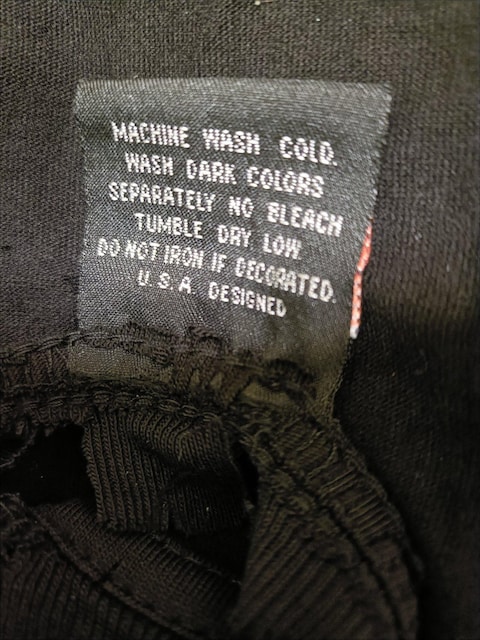 MACHINE WASH COLD.
WASH DARK COLORS
SEPARATELY NO BLEACH
TUMBLE DRY LOW.
DO NOT IRON IF DECORATED.
U.S.A. DESIGNED